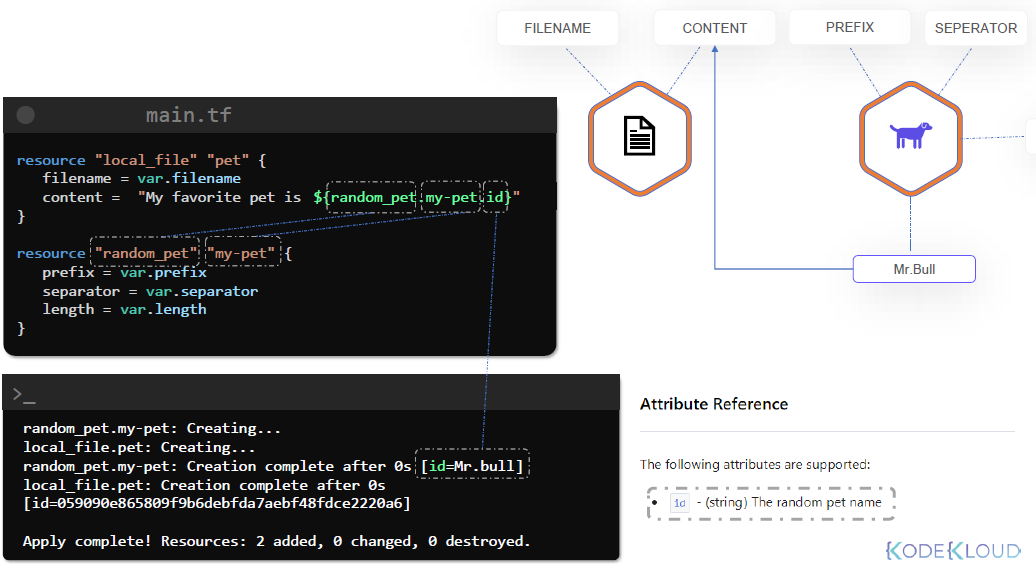 FILENAME
CONTENT
PREFIX
SEPERATOR
main.tf
resource "local_file" "pet" {
filename = var.filename
content = "My favorite pet is ${random_pet.my-pet.id}"
}
resource "random_pet" "my-pet" {
prefix = var.prefix
separator = var.separator
length = var.length
}
Mr.Bull
>_
random_pet.my-pet: Creating...
local_file.pet: Creating...
random_pet.my-pet: Creation complete after 0s [id=Mr.bull]
local_file.pet: Creation complete after 0s
[id=059090e865809f9b6debfda7aebf48fdce2220a6]
Apply complete! Resources: 2 added, 0 changed, 0 destroyed.
Attribute Reference
The following attributes are supported:
• id - (string) The random pet name
KODEKLOUD